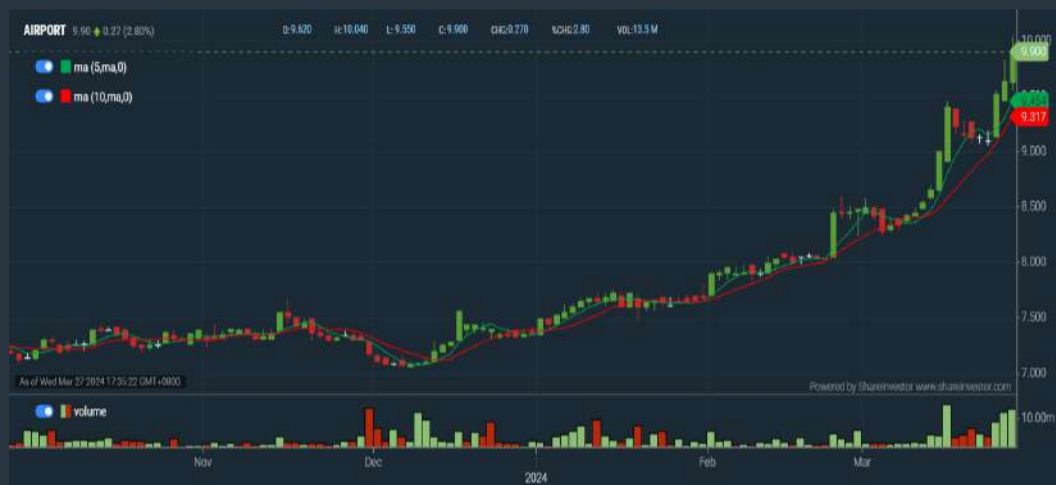 AIRPORT 9.90 0.27 (2.80%) O:9.620 H:10.040 L:9.550 C:9.900 CHG:0.270 %CHG:2.80 VOL:13.5 M
10.000
9.900
ma (5,ma,0)
ma (10,ma,0)
9.454
9.317
9.000
8.500
8.000
7.500
7.000
As of Wed Mar 27 2024 17:35:22 GMT+0800
Powered by ShareInvestor www.shareinvestor.com
volume
10.00m
Nov Dec Feb Mar
2024